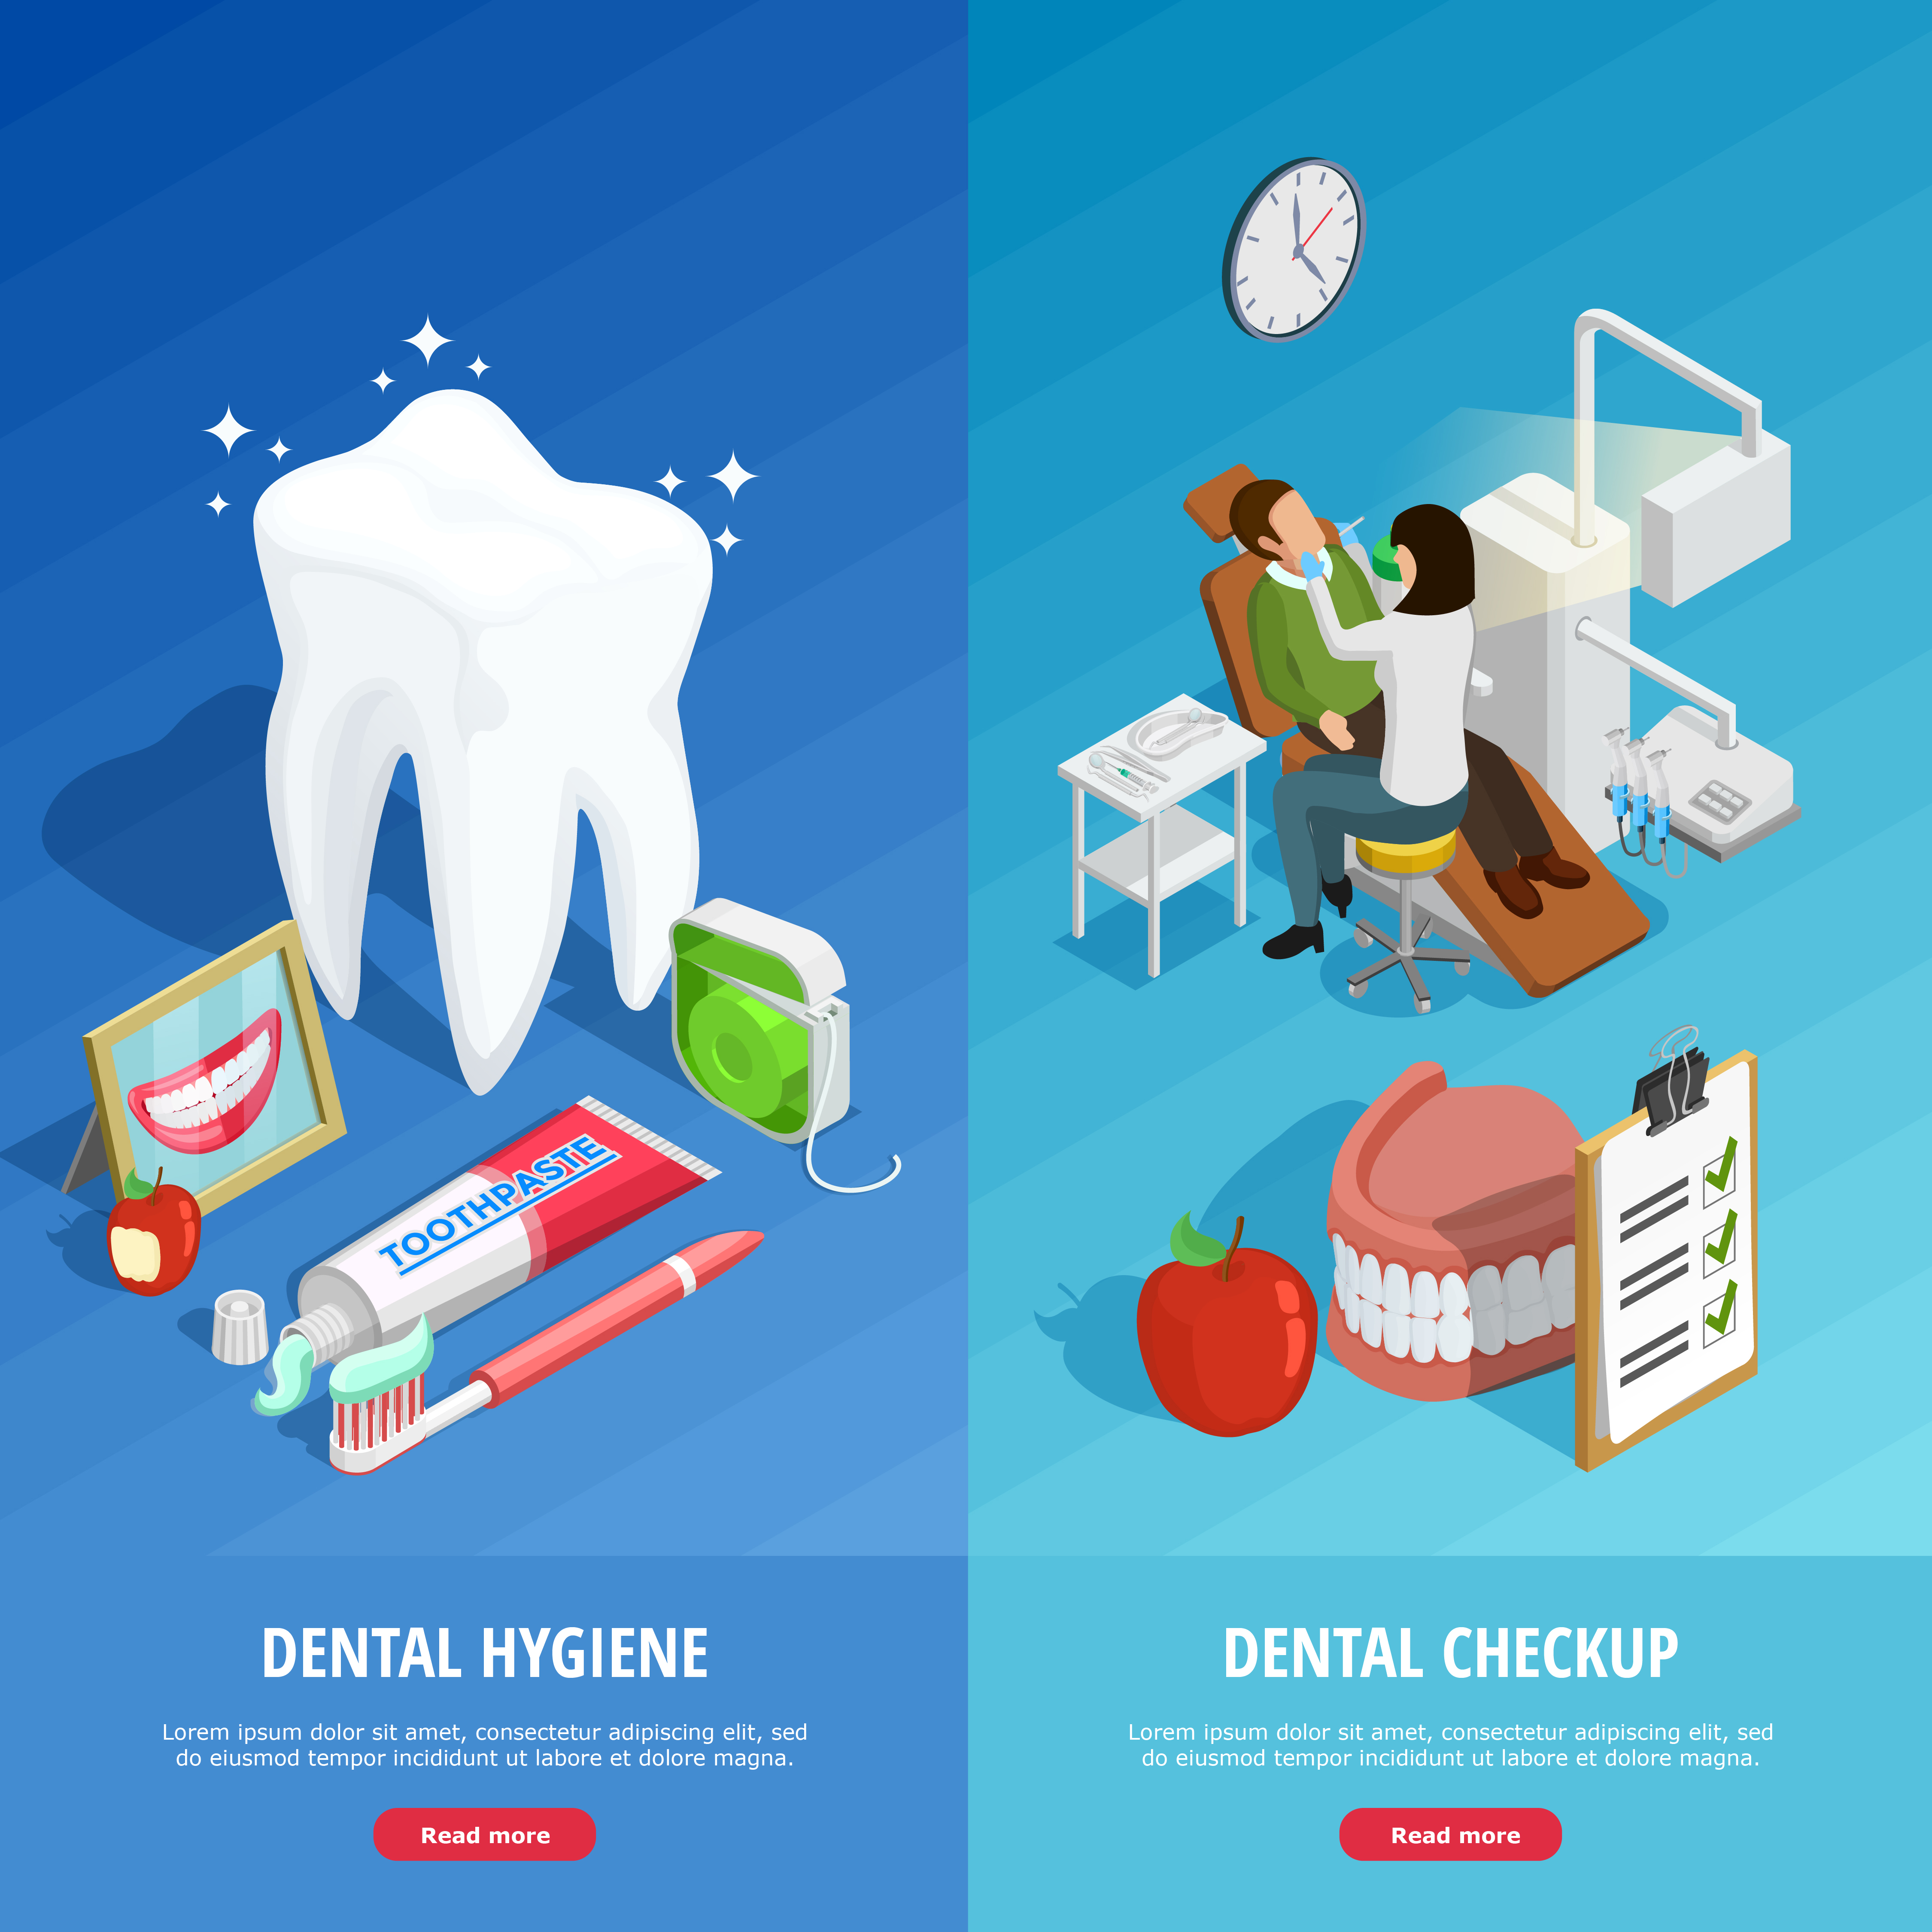 TOOTHPASTE
DENTAL HYGIENE
Lorem ipsum dolor sit amet, consectetur adipiscing elit, sed
do eiusmod tempor incididunt ut labore et dolore magna.
Read more
DENTAL CHECKUP
Lorem ipsum dolor sit amet, consectetur adipiscing elit, sed
do eiusmod tempor incididunt ut labore et dolore magna.
Read more